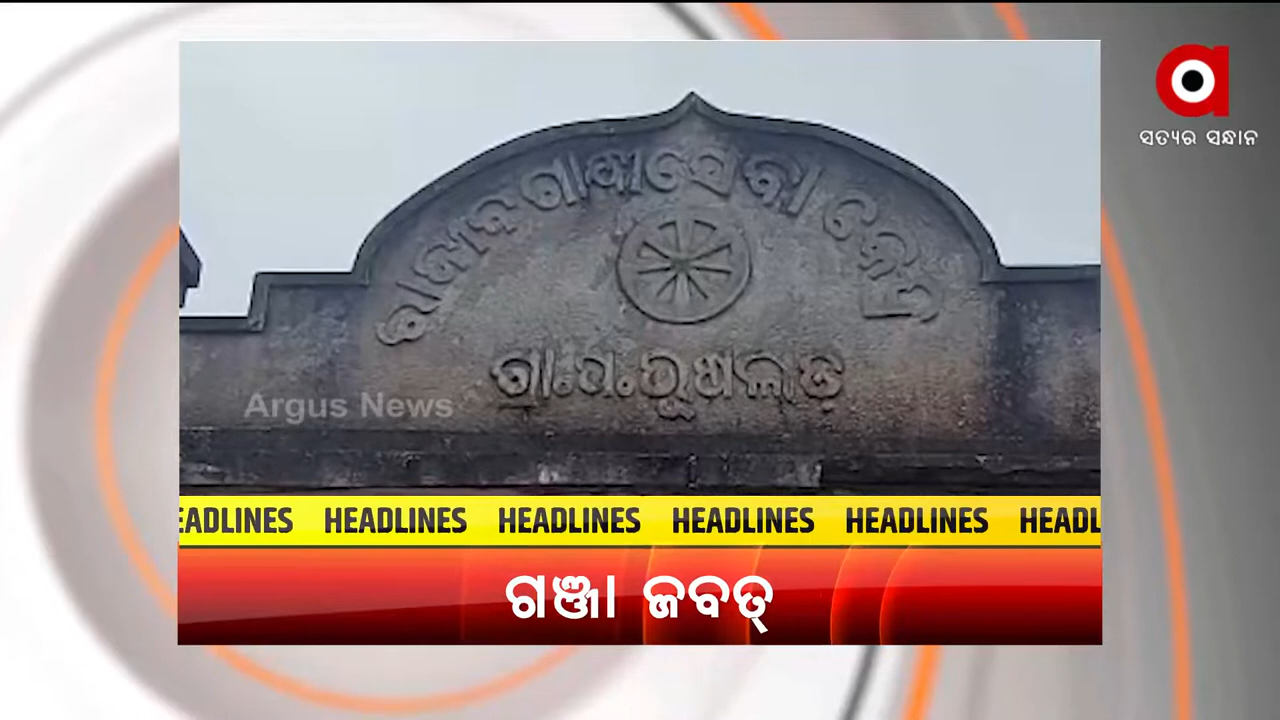 ସତ୍ୟର ସନ୍ଧାନ
ରାଜୀବ ଗାନ୍ଧୀ ସେବା କେନ୍ଦ୍ର
ଗ୍ରା.ପ.
Argus News
EADLINES HEADLINES HEADLINES HEADLINES HEADLINES HEADL
ଗଞ୍ଜା ଜବତ୍